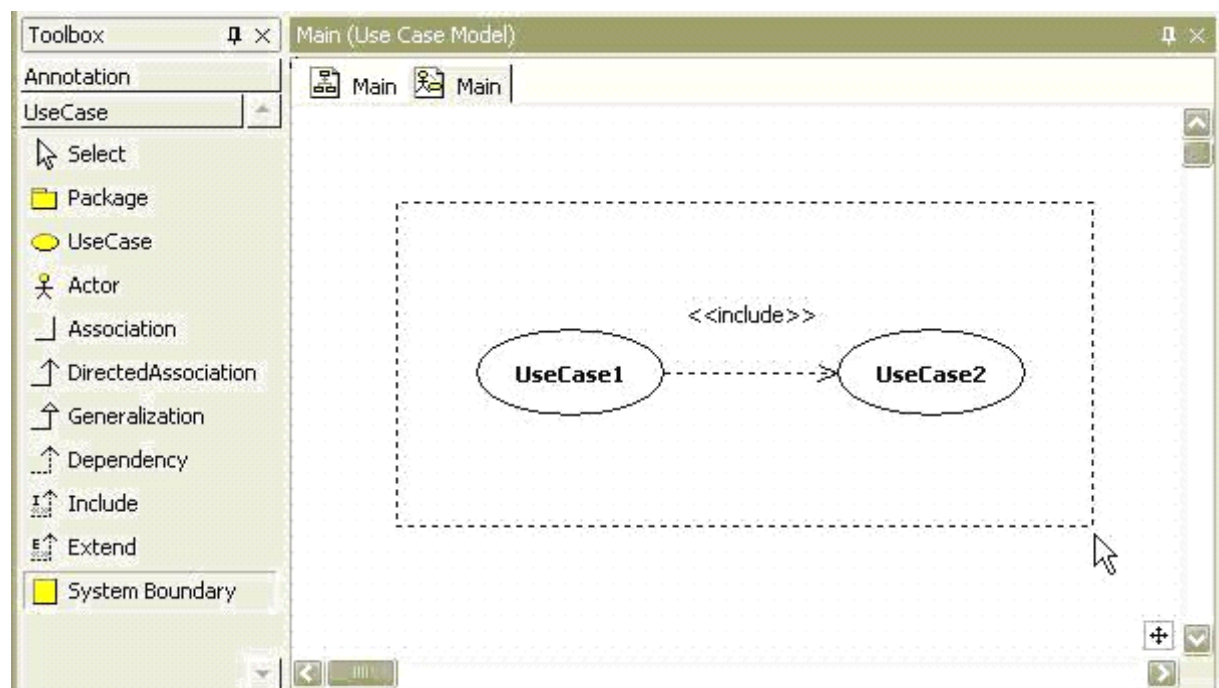 Toolbox
Annotation
UseCase
Select
Package
UseCase
Actor
Association
DirectedAssociation
Generalization
Dependency
I Include
E Extend
System Boundary
Main (Use Case Model)
Main Main
<<include>>
UseCase1 UseCase2